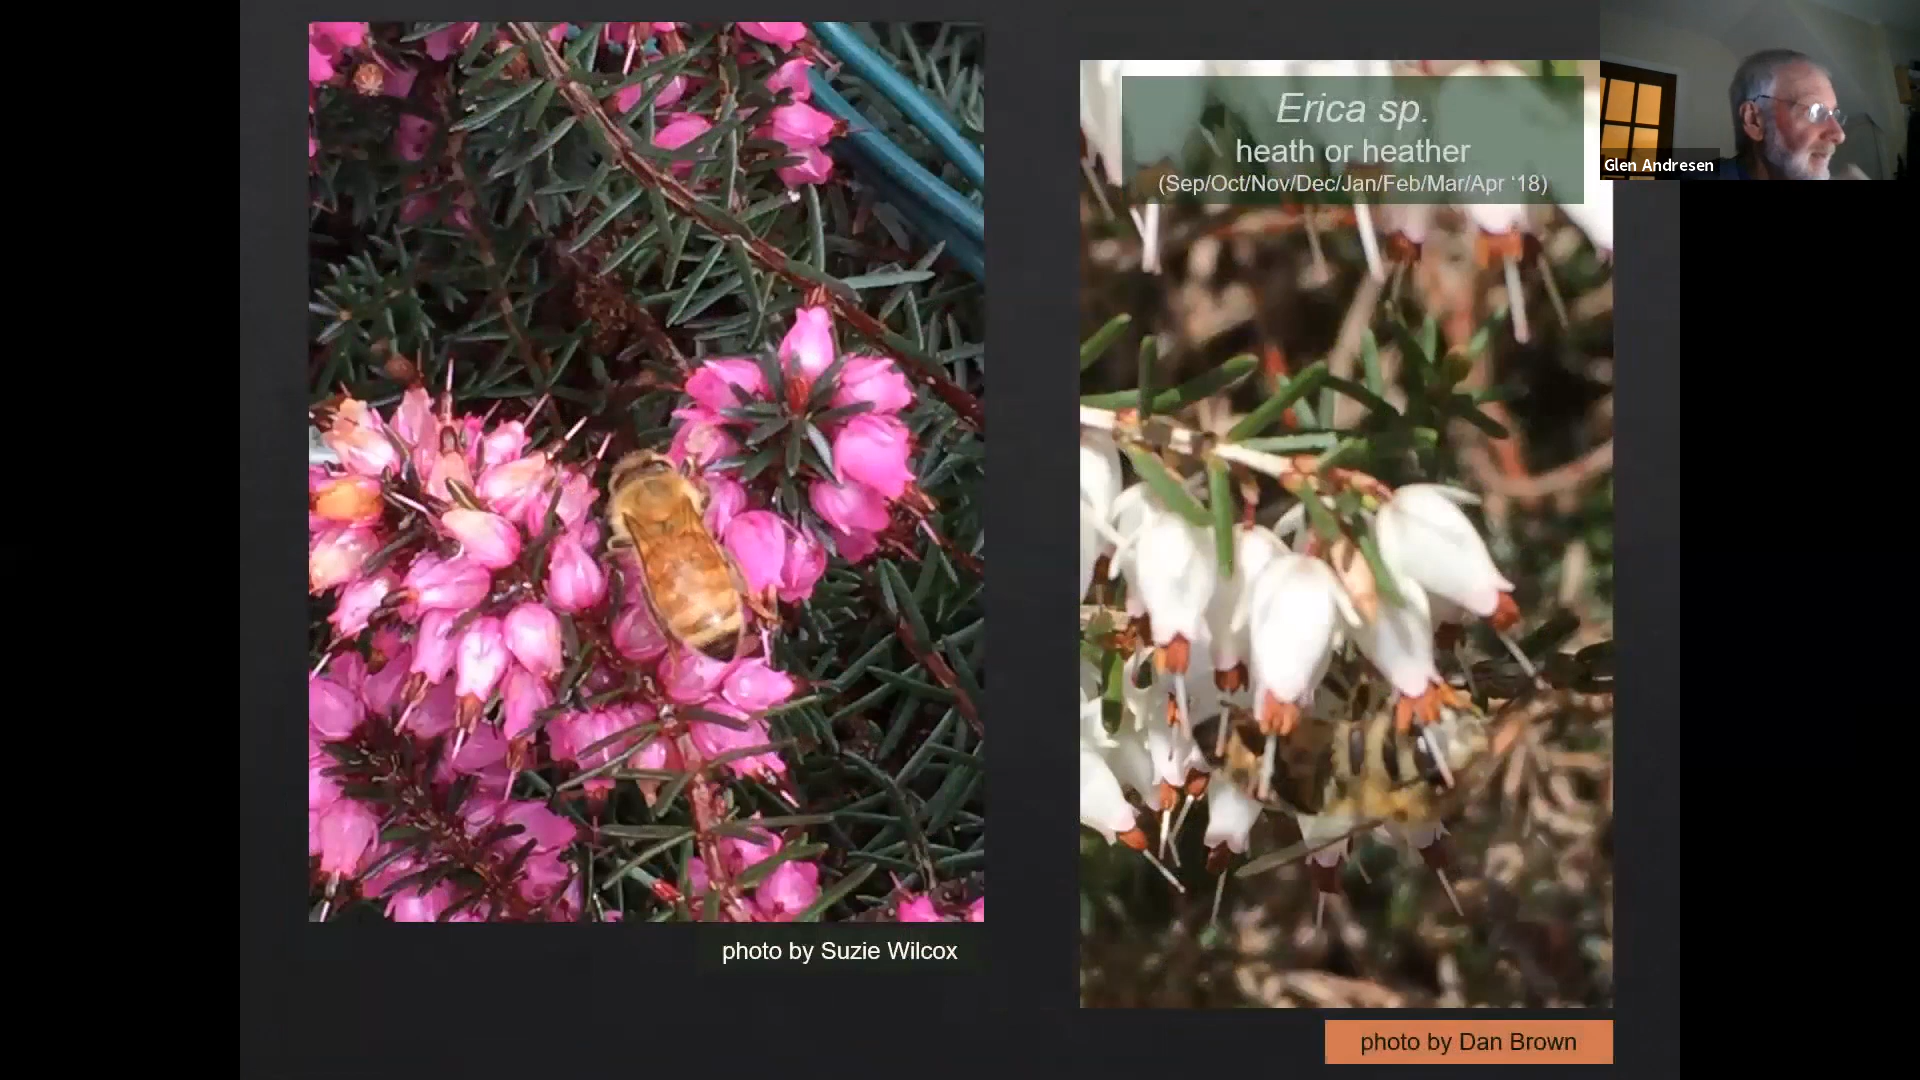 Erica sp.
heath or heather
(Sep/Oct/Nov/Dec/Jan/Feb/Mar/Apr ‘18)
Glen Andresen
photo by Suzie Wilcox
photo by Dan Brown